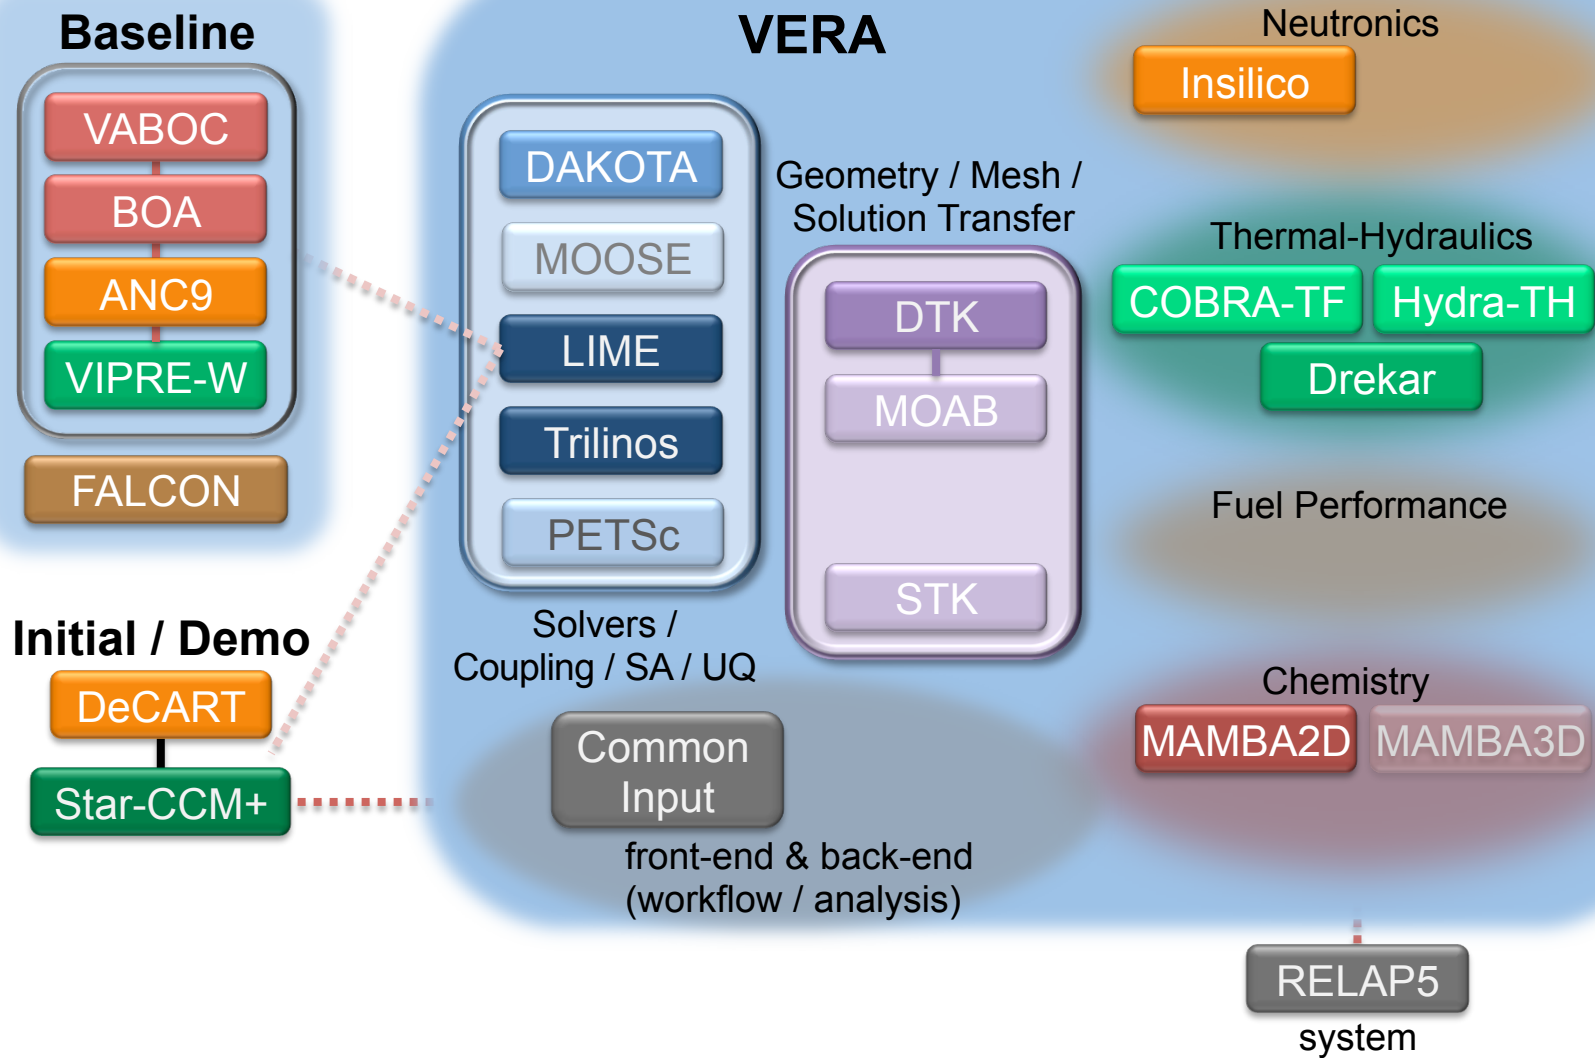 Baseline
VABOC
BOA
ANC9
VIPRE-W
FALCON
Initial / Demo
DeCART
Star-CCM+
VERA
DAKOTA
MOOSE
LIME
Trilinos
PETSc
Solvers /
Coupling / SA / UQ
Geometry / Mesh /
Solution Transfer
DTK
MOAB
STK
Common
Input
front-end & back-end
(workflow / analysis)
Neutronics
Insilico
Thermal-Hydraulics
COBRA-TF
Hydra-TH
Drekar
Fuel Performance
Chemistry
MAMBA2D
MAMBA3D
RELAP5
system